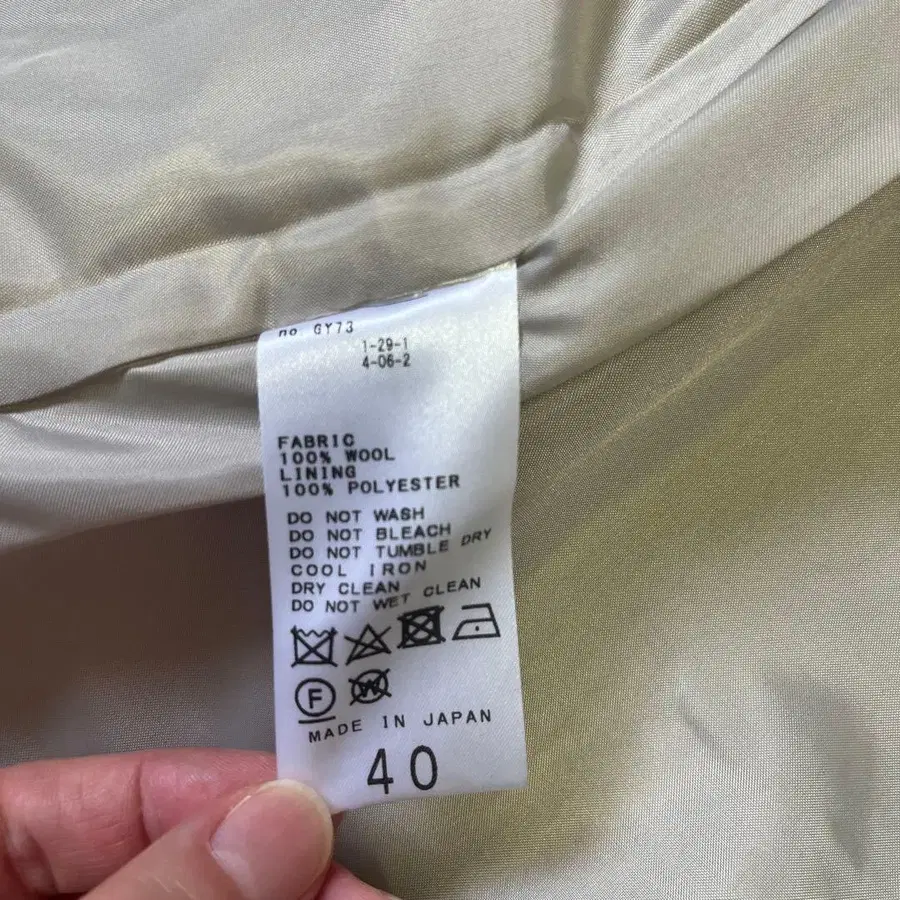 no. GY73
1-29-1
4-06-2
FABRIC
100% WOOL
LINING
100% POLYESTER
DO NOT WASH
DO NOT BLEACH
DO NOT TUMBLE DRY
COOL IRON
DRY CLEAN
DO NOT WET CLEAN
F W
MADE IN JAPAN
40